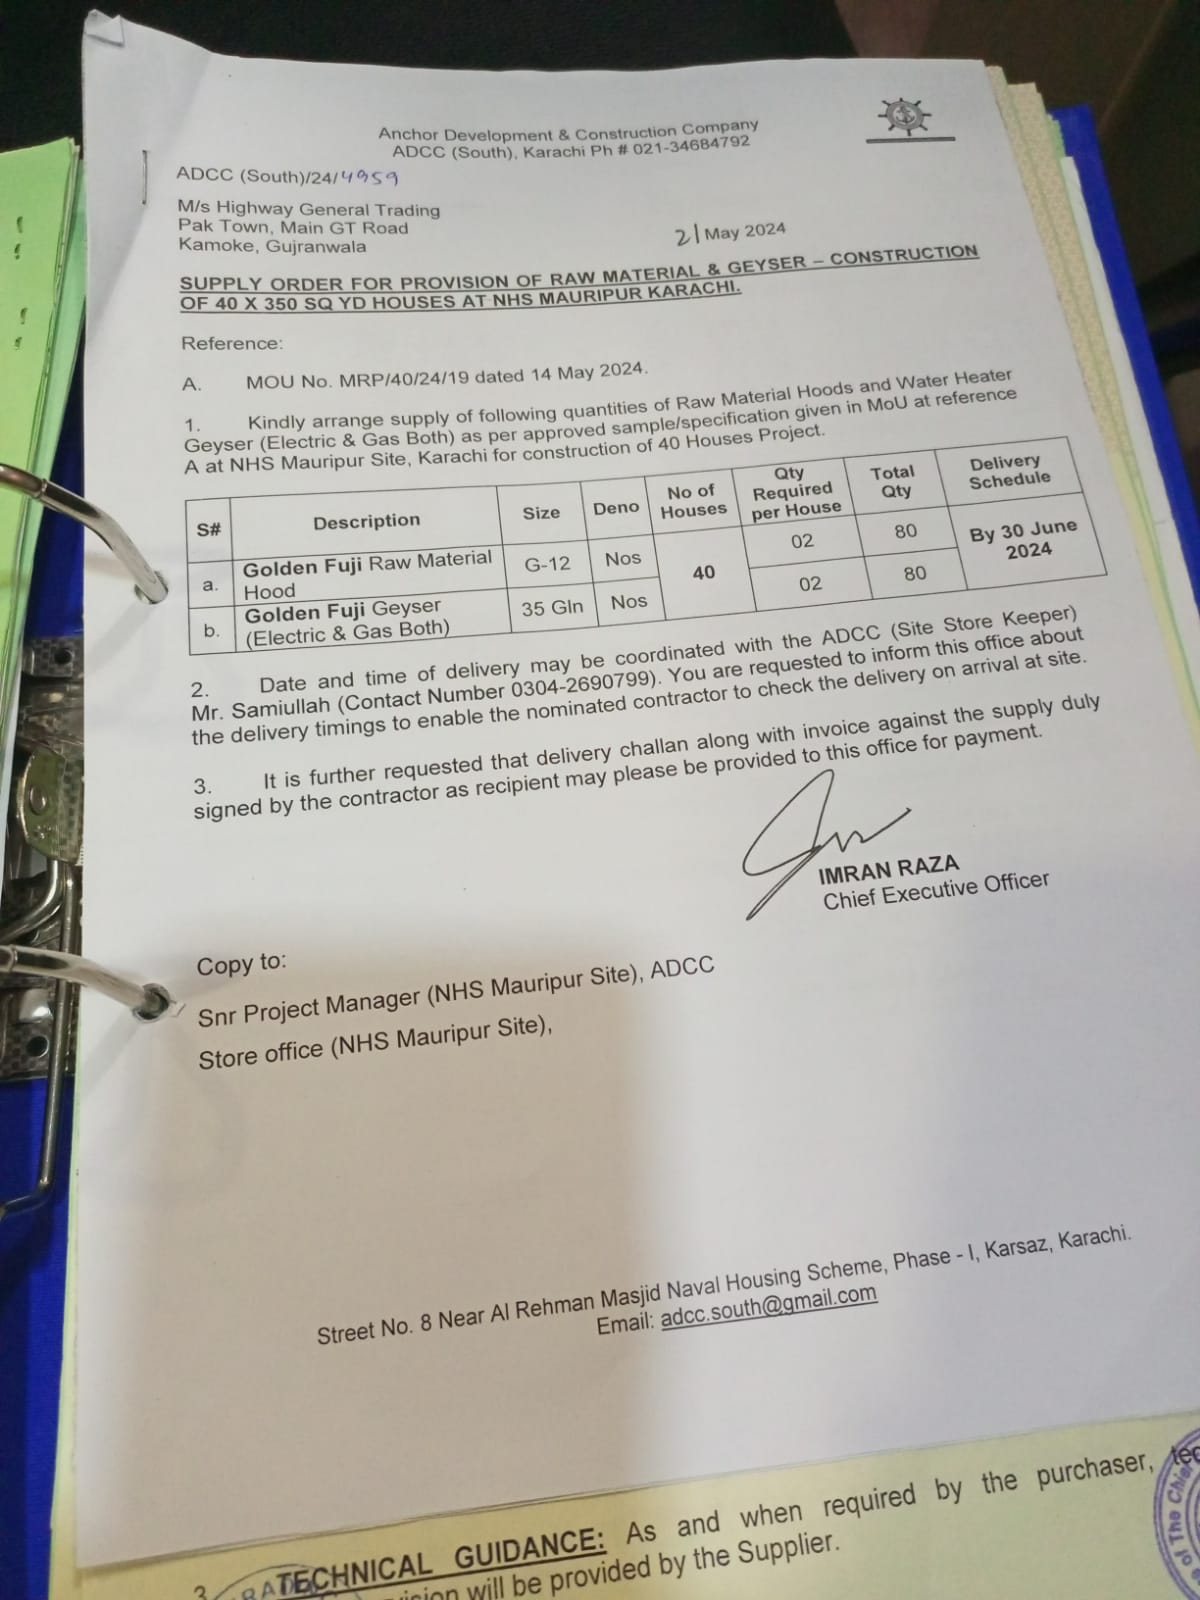 Anchor Development & Construction Company
ADCC (South), Karachi Ph # 021-34684792
ADCC (South)/24/4959
M/s Highway General Trading
Pak Town, Main GT Road
Kamoke, Gujranwala
21 May 2024
SUPPLY ORDER FOR PROVISION OF RAW MATERIAL & GEYSER – CONSTRUCTION
OF 40 X 350 SQ YD HOUSES AT NHS MAURIPUR KARACHI.
Reference:
A. MOU No. MRP/40/24/19 dated 14 May 2024.
1. Kindly arrange supply of following quantities of Raw Material Hoods and Water Heater
Geyser (Electric & Gas Both) as per approved sample/specification given in MoU at reference
A at NHS Mauripur Site, Karachi for construction of 40 Houses Project.
S# Description Size Deno No of Houses Qty Required per House Total Qty Delivery Schedule
a. Golden Fuji Raw Material Hood G-12 Nos 40 02 80 By 30 June 2024
b. Golden Fuji Geyser (Electric & Gas Both) 35 Gln Nos 02 80
2. Date and time of delivery may be coordinated with the ADCC (Site Store Keeper)
Mr. Samiullah (Contact Number 0304-2690799). You are requested to inform this office about
the delivery timings to enable the nominated contractor to check the delivery on arrival at site.
3. It is further requested that delivery challan along with invoice against the supply duly
signed by the contractor as recipient may please be provided to this office for payment.
IMRAN RAZA
Chief Executive Officer
Copy to:
Snr Project Manager (NHS Mauripur Site), ADCC
Store office (NHS Mauripur Site),
Street No. 8 Near Al Rehman Masjid Naval Housing Scheme, Phase - I, Karsaz, Karachi.
Email: adcc.south@gmail.com
3. TECHNICAL GUIDANCE: As and when required by the purchaser,
will be provided by the Supplier.
of The Chief